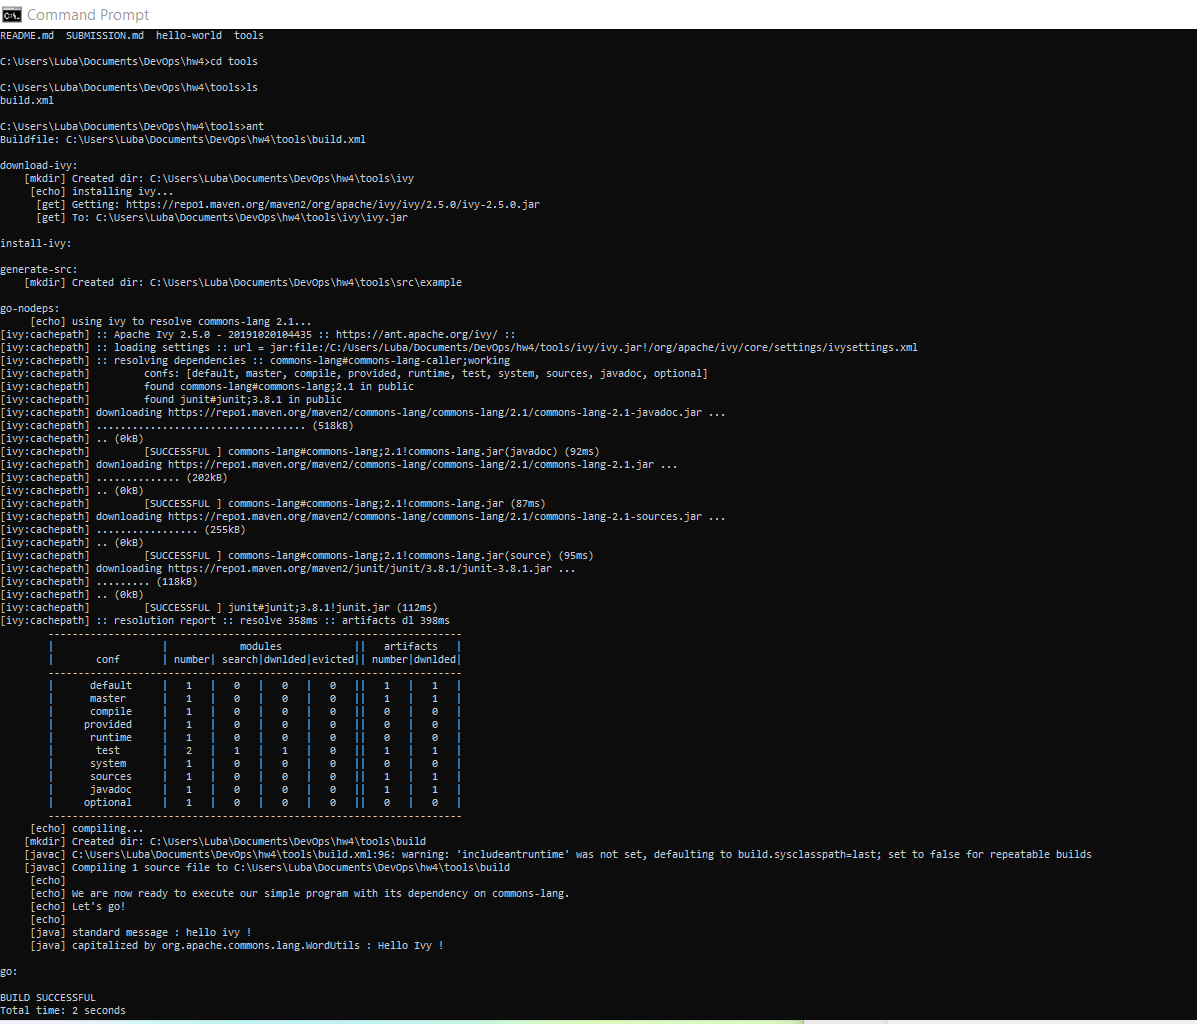 Command Prompt
README.md  SUBMISSION.md  hello-world  tools
C:\Users\Luba\Documents\DevOps\hw4>cd tools
C:\Users\Luba\Documents\DevOps\hw4\tools>ls
build.xml
C:\Users\Luba\Documents\DevOps\hw4\tools>ant
Buildfile: C:\Users\Luba\Documents\DevOps\hw4\tools\build.xml
download-ivy:
    [mkdir] Created dir: C:\Users\Luba\Documents\DevOps\hw4\tools\ivy
     [echo] installing ivy...
      [get] Getting: https://repo1.maven.org/maven2/org/apache/ivy/ivy/2.5.0/ivy-2.5.0.jar
      [get] To: C:\Users\Luba\Documents\DevOps\hw4\tools\ivy\ivy.jar
install-ivy:
generate-src:
    [mkdir] Created dir: C:\Users\Luba\Documents\DevOps\hw4\tools\src\example
go-nodeps:
     [echo] using ivy to resolve commons-lang 2.1...
[ivy:cachepath] :: Apache Ivy 2.5.0 - 20191020104435 :: https://ant.apache.org/ivy/ ::
[ivy:cachepath] :: loading settings :: url = jar:file:/C:/Users/Luba/Documents/DevOps/hw4/tools/ivy/ivy.jar!/org/apache/ivy/core/settings/ivysettings.xml
[ivy:cachepath] :: resolving dependencies :: commons-lang#commons-lang-caller;working
[ivy:cachepath]         confs: [default, master, compile, provided, runtime, test, system, sources, javadoc, optional]
[ivy:cachepath]         found commons-lang#commons-lang;2.1 in public
[ivy:cachepath]         found junit#junit;3.8.1 in public
[ivy:cachepath] downloading https://repo1.maven.org/maven2/commons-lang/commons-lang/2.1/commons-lang-2.1-javadoc.jar ...
[ivy:cachepath] ................................... (518kB)
[ivy:cachepath] .. (0kB)
[ivy:cachepath]         [SUCCESSFUL ] commons-lang#commons-lang;2.1!commons-lang.jar(javadoc) (92ms)
[ivy:cachepath] downloading https://repo1.maven.org/maven2/commons-lang/commons-lang/2.1/commons-lang-2.1.jar ...
[ivy:cachepath] .............. (202kB)
[ivy:cachepath] .. (0kB)
[ivy:cachepath]         [SUCCESSFUL ] commons-lang#commons-lang;2.1!commons-lang.jar (87ms)
[ivy:cachepath] downloading https://repo1.maven.org/maven2/commons-lang/commons-lang/2.1/commons-lang-2.1-sources.jar ...
[ivy:cachepath] ................. (255kB)
[ivy:cachepath] .. (0kB)
[ivy:cachepath]         [SUCCESSFUL ] commons-lang#commons-lang;2.1!commons-lang.jar(source) (95ms)
[ivy:cachepath] downloading https://repo1.maven.org/maven2/junit/junit/3.8.1/junit-3.8.1.jar ...
[ivy:cachepath] ......... (118kB)
[ivy:cachepath] .. (0kB)
[ivy:cachepath]         [SUCCESSFUL ] junit#junit;3.8.1!junit.jar (112ms)
[ivy:cachepath] :: resolution report :: resolve 358ms :: artifacts dl 398ms
        ---------------------------------------------------------------------
        |                  |            modules            ||   artifacts   |
        |       conf       | number| search|dwnlded|evicted|| number|dwnlded|
        ---------------------------------------------------------------------
        |      default     |   1   |   0   |   0   |   0   ||   1   |   1   |
        |      master      |   1   |   0   |   0   |   0   ||   1   |   1   |
        |      compile     |   1   |   0   |   0   |   0   ||   0   |   0   |
        |     provided     |   1   |   0   |   0   |   0   ||   0   |   0   |
        |      runtime     |   1   |   0   |   0   |   0   ||   0   |   0   |
        |       test       |   2   |   1   |   1   |   0   ||   1   |   1   |
        |      system      |   1   |   0   |   0   |   0   ||   0   |   0   |
        |      sources     |   1   |   0   |   0   |   0   ||   1   |   1   |
        |      javadoc     |   1   |   0   |   0   |   0   ||   1   |   1   |
        |     optional     |   1   |   0   |   0   |   0   ||   0   |   0   |
        ---------------------------------------------------------------------
     [echo] compiling...
    [mkdir] Created dir: C:\Users\Luba\Documents\DevOps\hw4\tools\build
    [javac] C:\Users\Luba\Documents\DevOps\hw4\tools\build.xml:96: warning: 'includeantruntime' was not set, defaulting to build.sysclasspath=last; set to false for repeatable builds
    [javac] Compiling 1 source file to C:\Users\Luba\Documents\DevOps\hw4\tools\build
     [echo]
     [echo] We are now ready to execute our simple program with its dependency on commons-lang.
     [echo] Let's go!
     [echo]
     [java] standard message : hello ivy !
     [java] capitalized by org.apache.commons.lang.WordUtils : Hello Ivy !
go:
BUILD SUCCESSFUL
Total time: 2 seconds